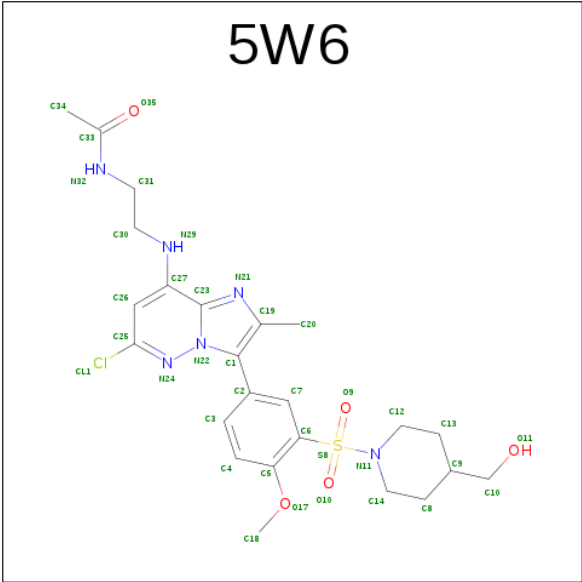 5W6
C34
O
O35
C33
HN
N32
C31
C30
N29
NH
C27
C23
N21
N
C26
C19
C20
C25
N
N22
Cl
CL1
N
N24
C1
C2
C7
O9
O
C3
C6
C12
C13
O11
OH
S
S8
N
N11
C9
C4
C5
O
O10
C14
C8
C10
O
O17
C18